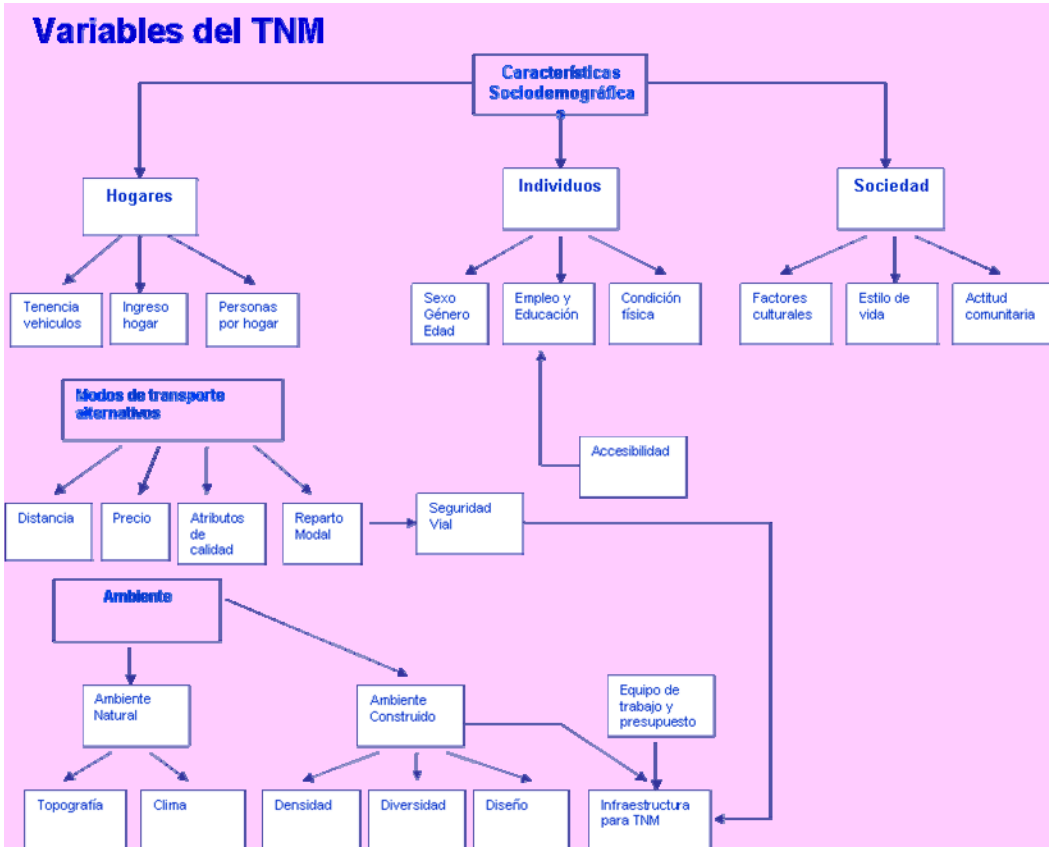 Variables del TNM
Características
Sociodemográfica
s
Hogares
Individuos
Sociedad
Tenencia
vehiculos
Ingreso
hogar
Personas
por hogar
Sexo
Género
Edad
Empleo y
Educación
Condición
física
Factores
culturales
Estilo de
vida
Actitud
comunitaria
Modos de transporte
alternativos
Accesibilidad
Distancia
Precio
Atributos
de
calidad
Reparto
Modal
Seguridad
Vial
Ambiente
Ambiente
Natural
Ambiente
Construido
Equipo de
trabajo y
presupuesto
Topografía
Clima
Densidad
Diversidad
Diseño
Infraestructura
para TNM